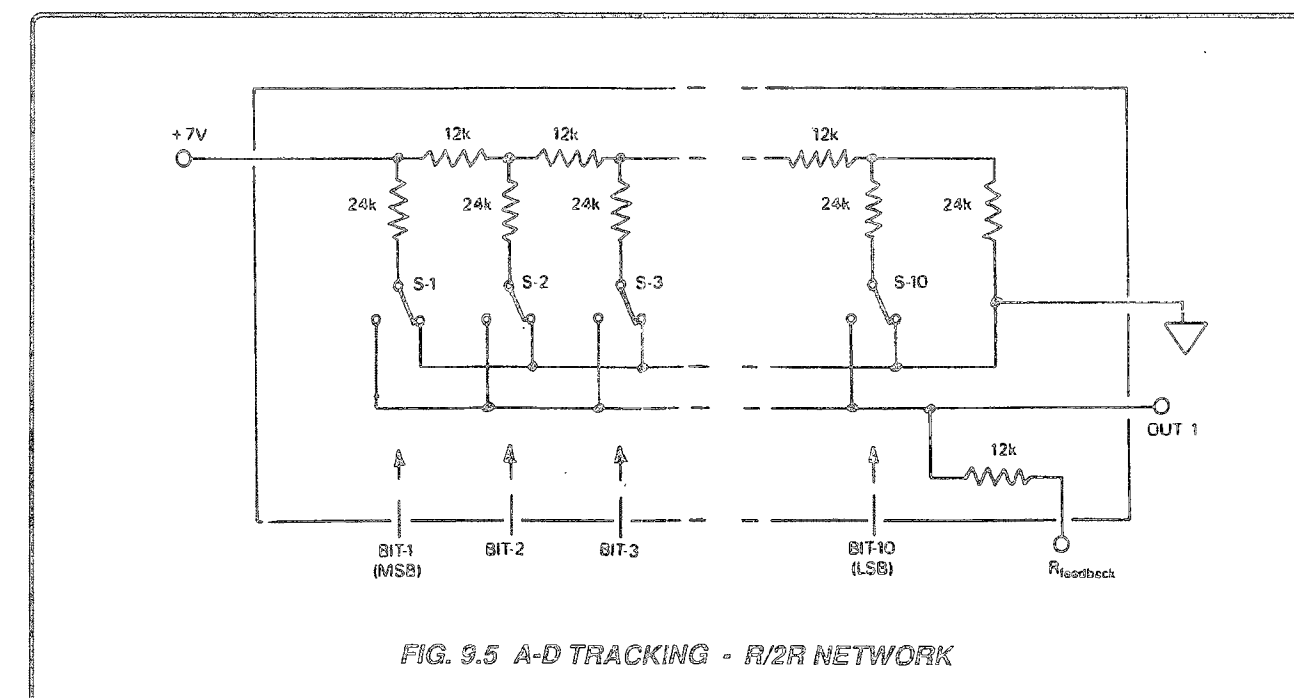 +7V
12k
12k
12k
24k
24k
24k
24k
24k
S-1
S-2
S-3
S-10
OUT 1
12k
BIT-1
(MSB)
BIT-2
BIT-3
BIT-10
(LSB)
Rfeedback
FIG. 9.5 A-D TRACKING - R/2R NETWORK